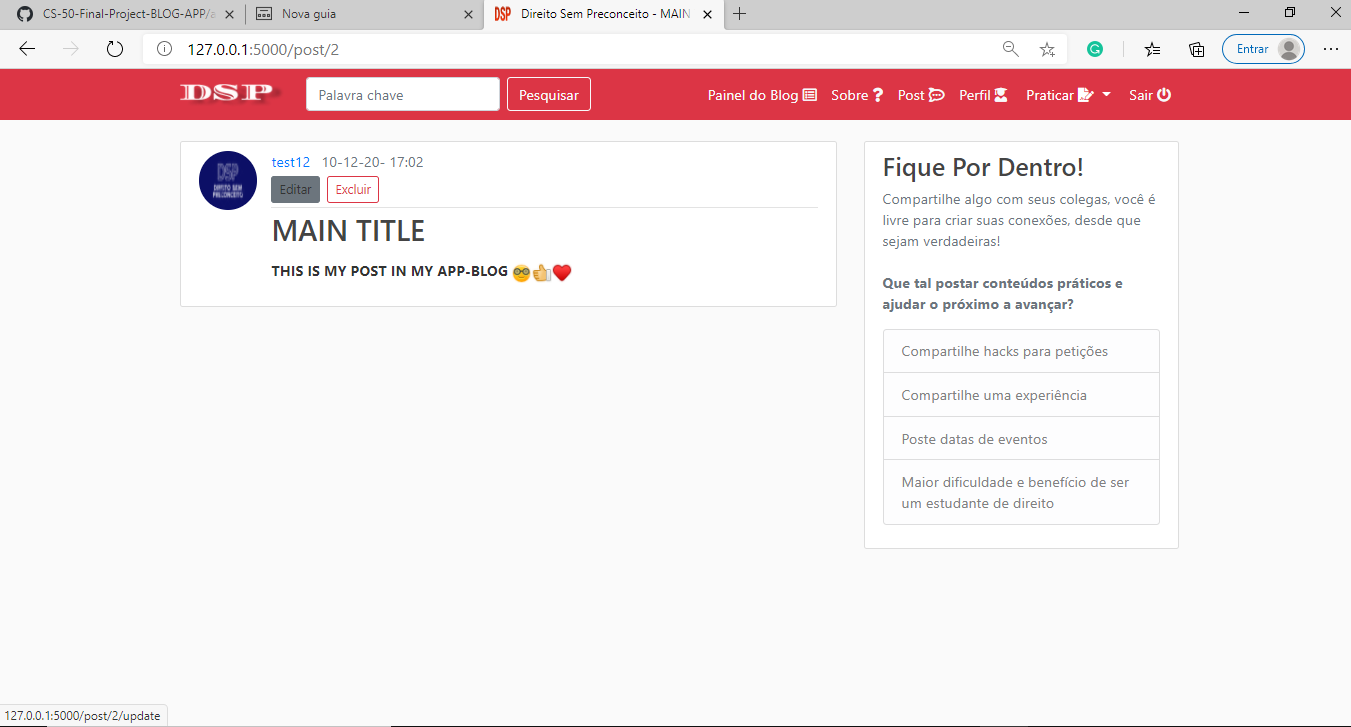 CS-50-Final-Project-BLOG-APP/a
Nova guia
DSP Direito Sem Preconceito - MAIN
127.0.0.1:5000/post/2
Entrar
DSP
Palavra chave
Pesquisar
Painel do Blog
Sobre
Post
Perfil
Praticar
Sair
DSP
DIREITO SEM
test12 10-12-20- 17:02
Editar Excluir
MAIN TITLE
THIS IS MY POST IN MY APP-BLOG 🤓👍❤️
Fique Por Dentro!
Compartilhe algo com seus colegas, você é
livre para criar suas conexões, desde que
sejam verdadeiras!
Que tal postar conteúdos práticos e
ajudar o próximo a avançar?
Compartilhe hacks para petições
Compartilhe uma experiência
Poste datas de eventos
Maior dificuldade e benefício de ser
um estudante de direito
127.0.0.1:5000/post/2/update